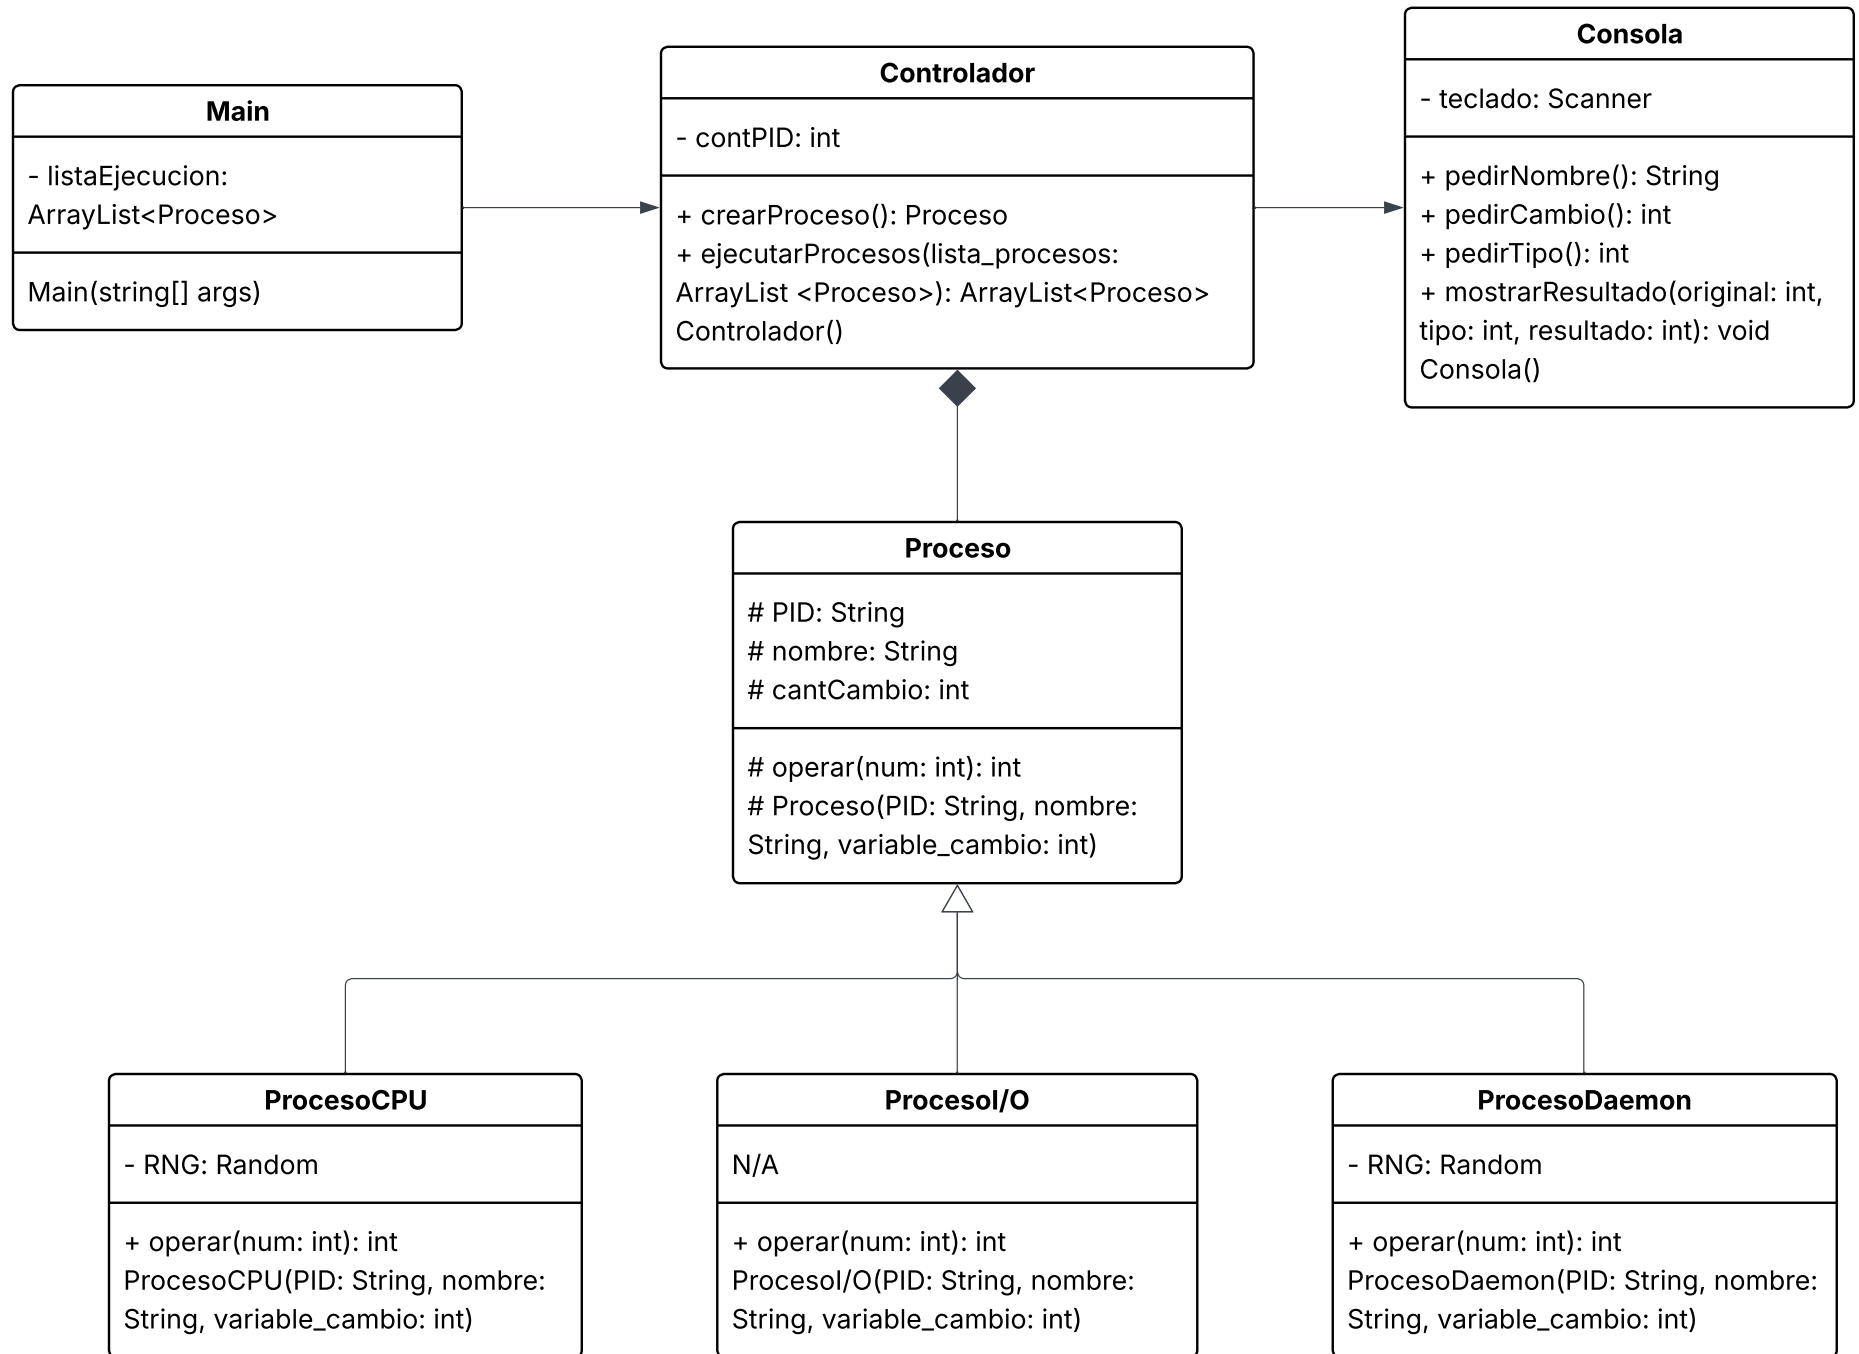 Main
- listaEjecucion:
ArrayList<Proceso>
Main(string[] args)
Controlador
- contPID: int
+ crearProceso(): Proceso
+ ejecutarProcesos(lista_procesos:
ArrayList <Proceso>): ArrayList<Proceso>
Controlador()
Consola
- teclado: Scanner
+ pedirNombre(): String
+ pedirCambio(): int
+ pedirTipo(): int
+ mostrarResultado(original: int,
tipo: int, resultado: int): void
Consola()
Proceso
# PID: String
# nombre: String
# cantCambio: int
# operar(num: int): int
# Proceso(PID: String, nombre:
String, variable_cambio: int)
ProcesoCPU
- RNG: Random
+ operar(num: int): int
ProcesoCPU(PID: String, nombre:
String, variable_cambio: int)
ProcesoI/O
N/A
+ operar(num: int): int
ProcesoI/O(PID: String, nombre:
String, variable_cambio: int)
ProcesoDaemon
- RNG: Random
+ operar(num: int): int
ProcesoDaemon(PID: String, nombre:
String, variable_cambio: int)